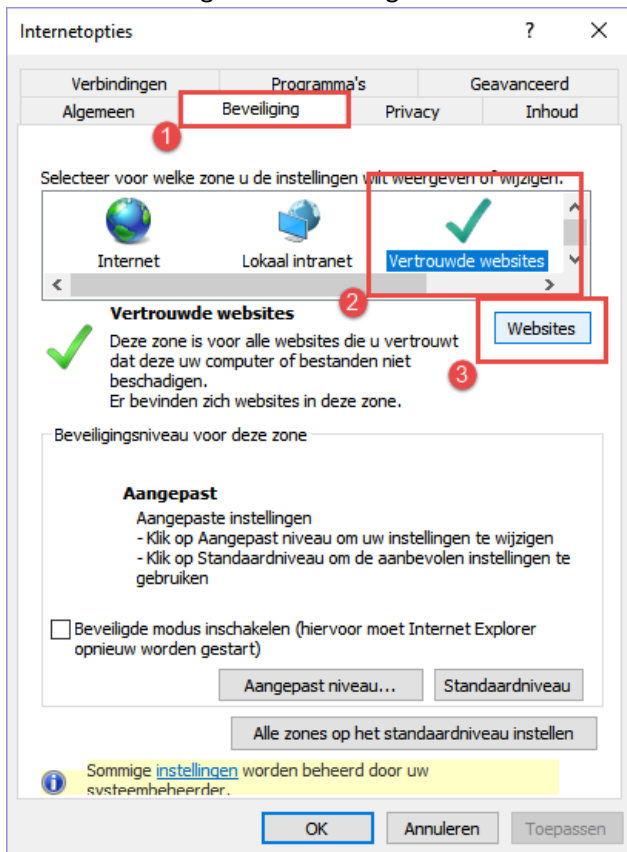 Internetopties ? ×
Verbindingen Programma's Geavanceerd
Algemeen Beveiliging Privacy Inhoud
1
Selecteer voor welke zone u de instellingen wilt weergeven of wijzigen.
Internet Lokaal intranet Vertrouwde websites
2
Vertrouwde websites
Websites
Deze zone is voor alle websites die u vertrouwt
dat deze uw computer of bestanden niet
beschadigen.
3
Er bevinden zich websites in deze zone.
Beveiligingsniveau voor deze zone
Aangepast
Aangepaste instellingen
- Klik op Aangepast niveau om uw instellingen te wijzigen
- Klik op Standaardniveau om de aanbevolen instellingen te
gebruiken
Beveiligde modus inschakelen (hiervoor moet Internet Explorer
opnieuw worden gestart)
Aangepast niveau... Standaardniveau
Alle zones op het standaardniveau instellen
Sommige instellingen worden beheerd door uw
systeembeheerder.
OK Annuleren Toepassen